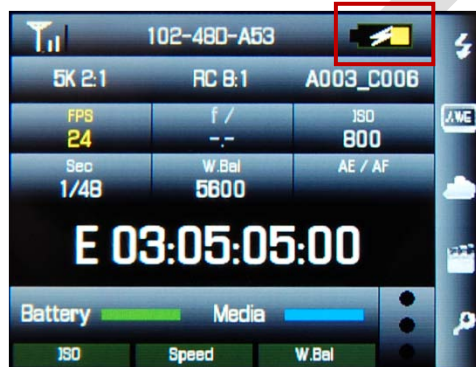 102-480-A53
5K 2:1 RC 8:1 A003_C006
FPS f / ISO
24 -.- 800
Sec W.Bal AE / AF
1/48 5600
E 03:05:05:00
Battery Media
ISO Speed W.Bal